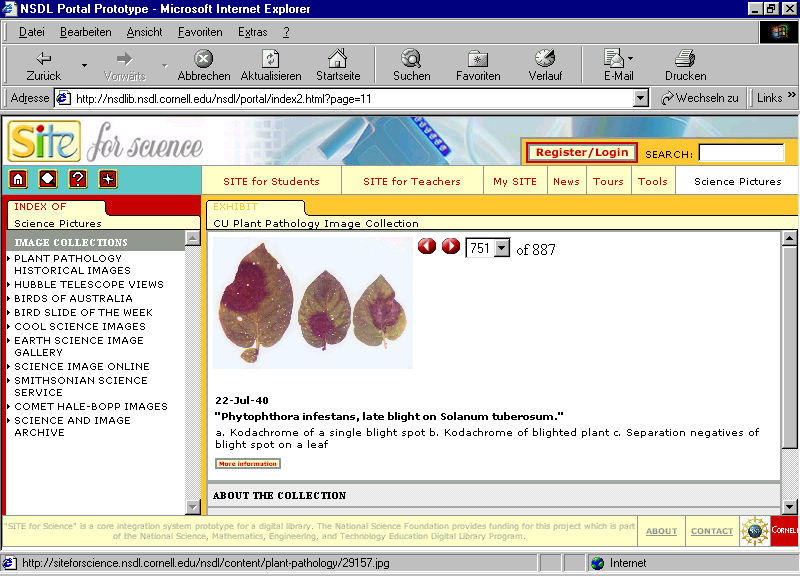 NSDL Portal Prototype - Microsoft Internet Explorer
Datei Bearbeiten Ansicht Favoriten Extras ?
Zurück Vorwärts Abbrechen Aktualisieren Startseite Suchen Favoriten Verlauf E-Mail Drucken
Adresse http://nsdlib.nsdl.cornell.edu/nsdl/portal/index2.html?page=11 Wechseln zu Links »
SITE for science
Register/Login SEARCH:
SITE for Students SITE for Teachers My SITE News Tours Tools Science Pictures
INDEX OF
Science Pictures
IMAGE COLLECTIONS
PLANT PATHOLOGY
HISTORICAL IMAGES
HUBBLE TELESCOPE VIEWS
BIRDS OF AUSTRALIA
BIRD SLIDE OF THE WEEK
COOL SCIENCE IMAGES
EARTH SCIENCE IMAGE
GALLERY
SCIENCE IMAGE ONLINE
SMITHSONIAN SCIENCE
SERVICE
COMET HALE-BOPP IMAGES
SCIENCE AND IMAGE
ARCHIVE
EXHIBIT
CU Plant Pathology Image Collection
751 of 887
22-Jul-40
"Phytophthora infestans, late blight on Solanum tuberosum."
a. Kodachrome of a single blight spot b. Kodachrome of blighted plant c. Separation negatives of
blight spot on a leaf
More information
ABOUT THE COLLECTION
"SITE for Science" is a core integration system prototype for a digital library. The National Science Foundation provides funding for this project which is part
of the National Science, Mathematics, Engineering, and Technology Education Digital Library Program.
ABOUT CONTACT CORNELL
http://siteforscience.nsdl.cornell.edu/nsdl/content/plant-pathology/29157.jpg Internet